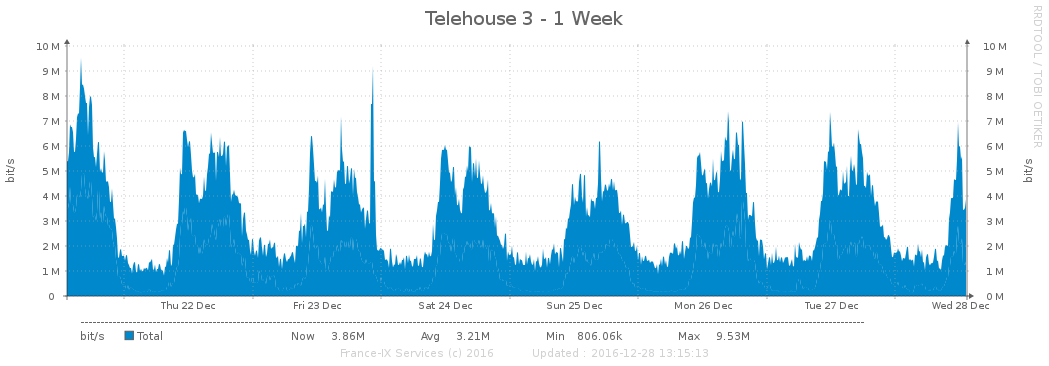 Telehouse 3 - 1 Week
RRDTOOL / TOBI OETIKER
bit/s
bit/s
10 M 10 M
9 M 9 M
8 M 8 M
7 M 7 M
6 M 6 M
5 M 5 M
4 M 4 M
3 M 3 M
2 M 2 M
1 M 1 M
0 0 M
Thu 22 Dec Fri 23 Dec Sat 24 Dec Sun 25 Dec Mon 26 Dec Tue 27 Dec Wed 28 Dec
bit/s Total Now 3.86M Avg 3.21M Min 806.06k Max 9.53M
France-IX Services (c) 2016 Updated : 2016-12-28 13:15:13